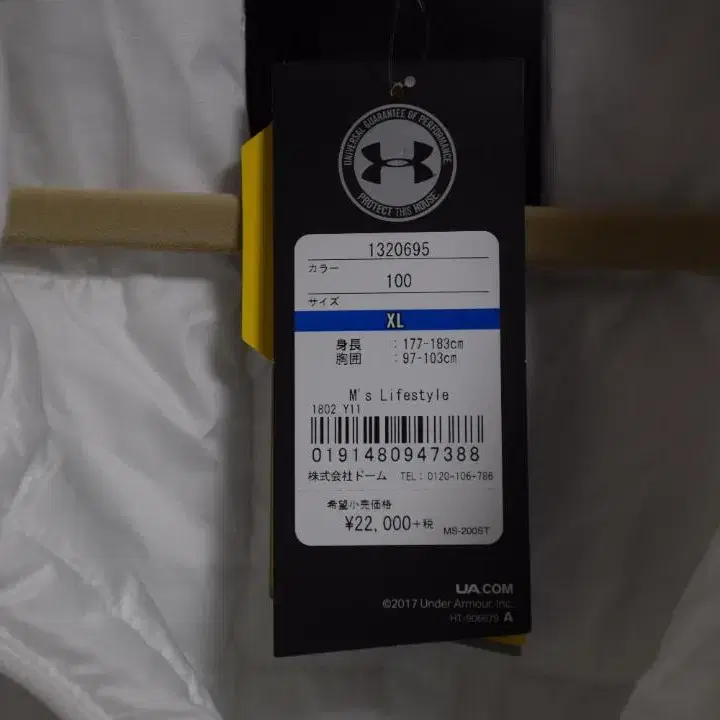 UNIVERSAL GUARANTEE OF PERFORMANCE
PROTECT THIS HOUSE
1320695
カラー
100
サイズ
XL
身長 : 177-183cm
胸囲 : 97-103cm
M's Lifestyle
1802 Y11
0191480947388
株式会社ドーム TEL: 0120-106-786
希望小売価格
¥22,000+税
MS-200ST
UA.COM
©2017 Under Armour, Inc.
HT-906679 A